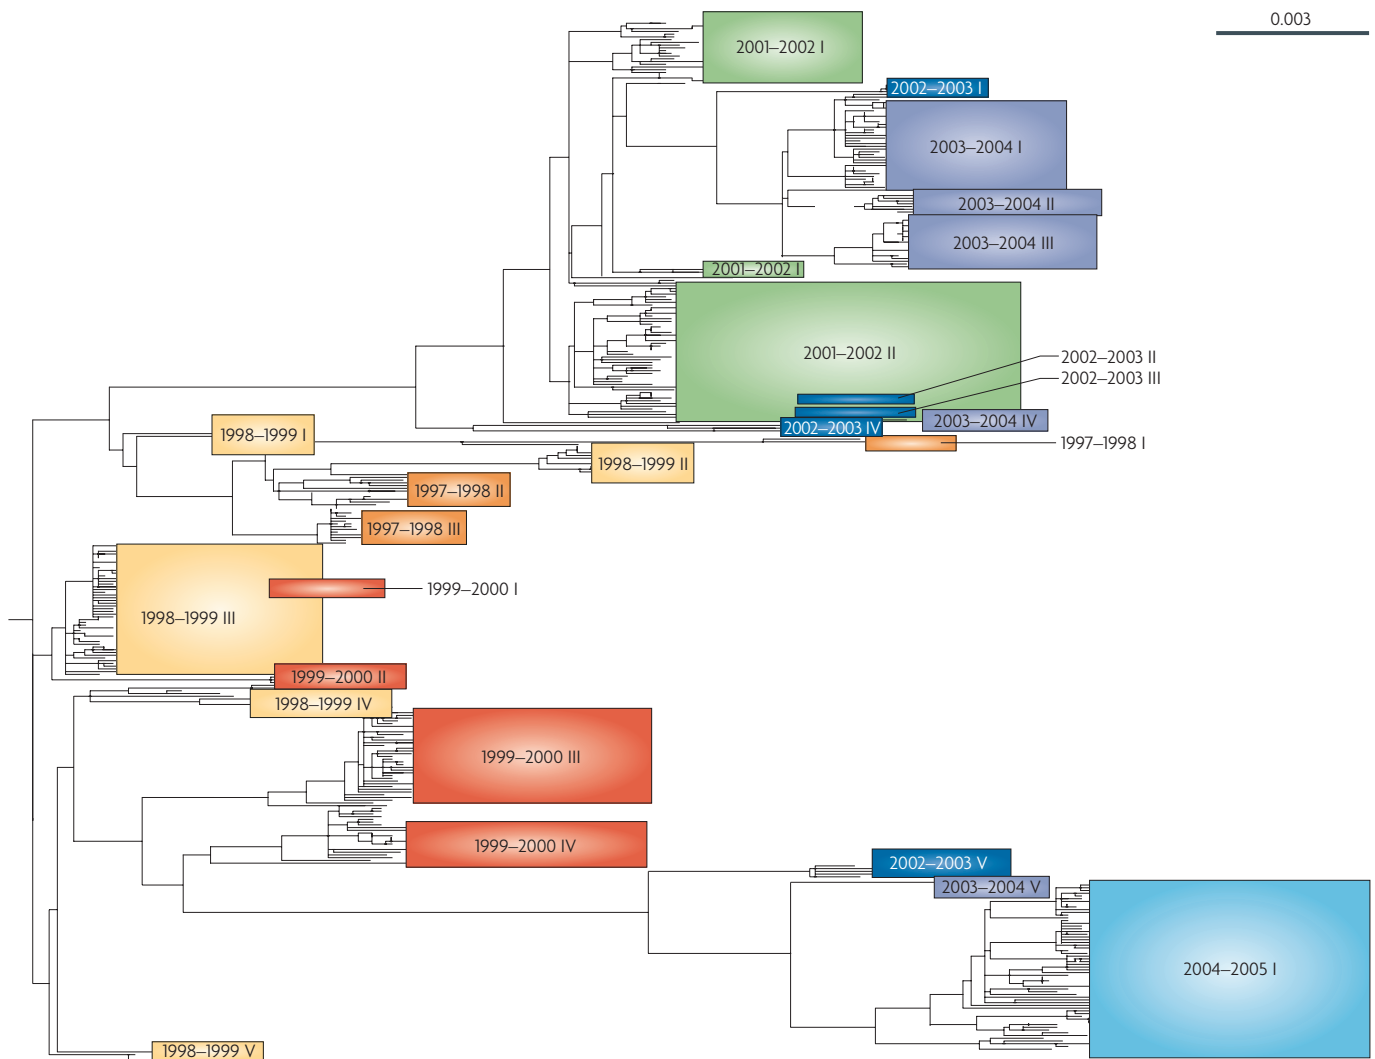 0.003
2001–2002 I
2002–2003 I
2003–2004 I
2003–2004 II
2003–2004 III
2001–2002 I
2001–2002 II
2002–2003 II
2002–2003 III
2003–2004 IV
2002–2003 IV
1998–1999 I
1997–1998 I
1998–1999 II
1997–1998 II
1997–1998 III
1999–2000 I
1998–1999 III
1999–2000 II
1998–1999 IV
1999–2000 III
1999–2000 IV
2002–2003 V
2003–2004 V
2004–2005 I
1998–1999 V